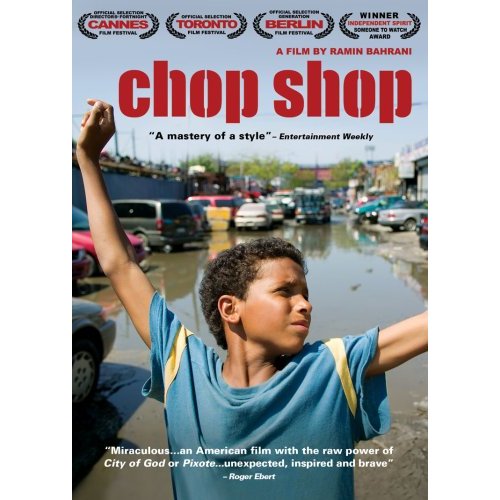 OFFICIAL SELECTION
DIRECTORS' FORTNIGHT
CANNES
FILM FESTIVAL
OFFICIAL SELECTION
TORONTO
FILM FESTIVAL
OFFICIAL SELECTION
GENERATION
BERLIN
FILM FESTIVAL
WINNER
INDEPENDENT SPIRIT
SOMEONE TO WATCH
AWARD
A FILM BY RAMIN BAHRANI
chop shop
"A mastery of a style" – Entertainment Weekly
"Miraculous...an American film with the raw power of
City of God or Pixote...unexpected, inspired and brave"
– Roger Ebert